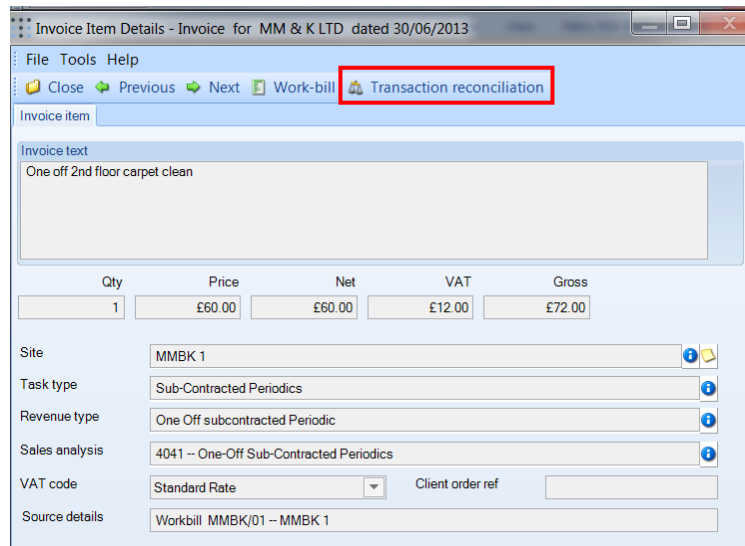 Invoice Item Details - Invoice for MM & K LTD dated 30/06/2013
File Tools Help
Close Previous Next Work-bill Transaction reconciliation
Invoice item
Invoice text
One off 2nd floor carpet clean
Qty Price Net VAT Gross
1 £60.00 £60.00 £12.00 £72.00
Site MMBK 1
Task type Sub-Contracted Periodics
Revenue type One Off subcontracted Periodic
Sales analysis 4041 -- One-Off Sub-Contracted Periodics
VAT code Standard Rate Client order ref
Source details Workbill MMBK/01 -- MMBK 1